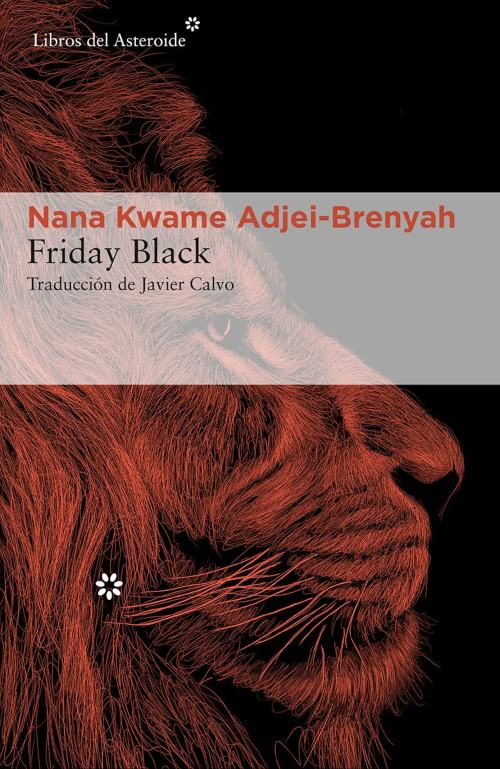 Libros del Asteroide
Nana Kwame Adjei-Brenyah
Friday Black
Traducción de Javier Calvo